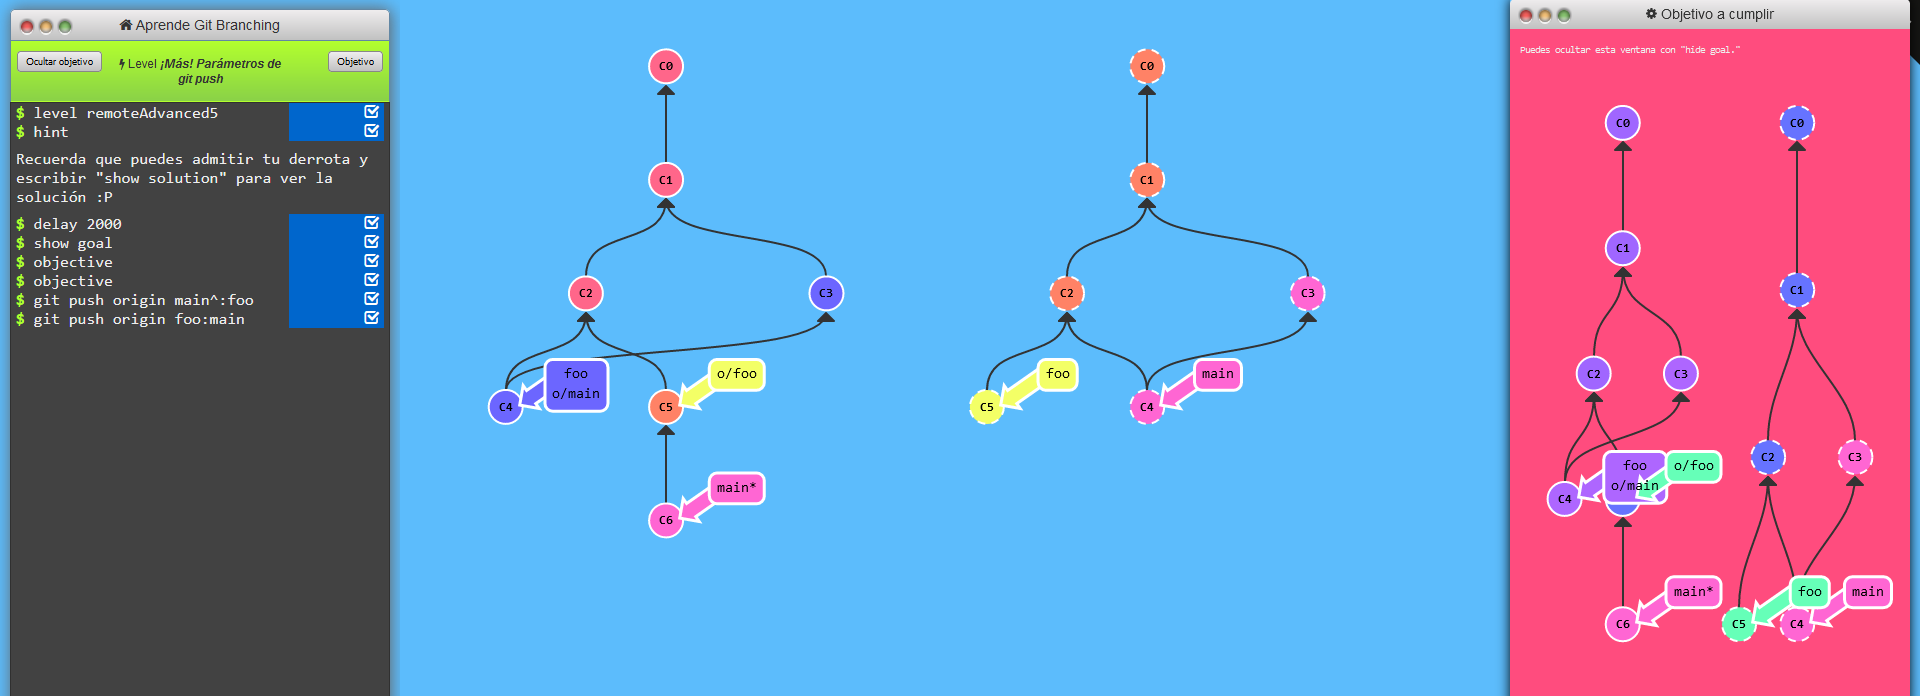 Aprende Git Branching
Ocultar objetivo
Level ¡Más! Parámetros de
git push
Objetivo
$ level remoteAdvanced5
$ hint
Recuerda que puedes admitir tu derrota y
escribir "show solution" para ver la
solución :P
$ delay 2000
$ show goal
$ objective
$ objective
$ git push origin main^:foo
$ git push origin foo:main
C0
C1
C2
C3
foo
o/main
C4
o/foo
C5
main*
C6
C0
C1
C2
C3
foo
C5
main
C4
Objetivo a cumplir
Puedes ocultar esta ventana con "hide goal."
C0
C1
C2
C3
foo
o/main
o/foo
C4
main*
C6
C0
C1
C2
C3
foo
main
C5
C4